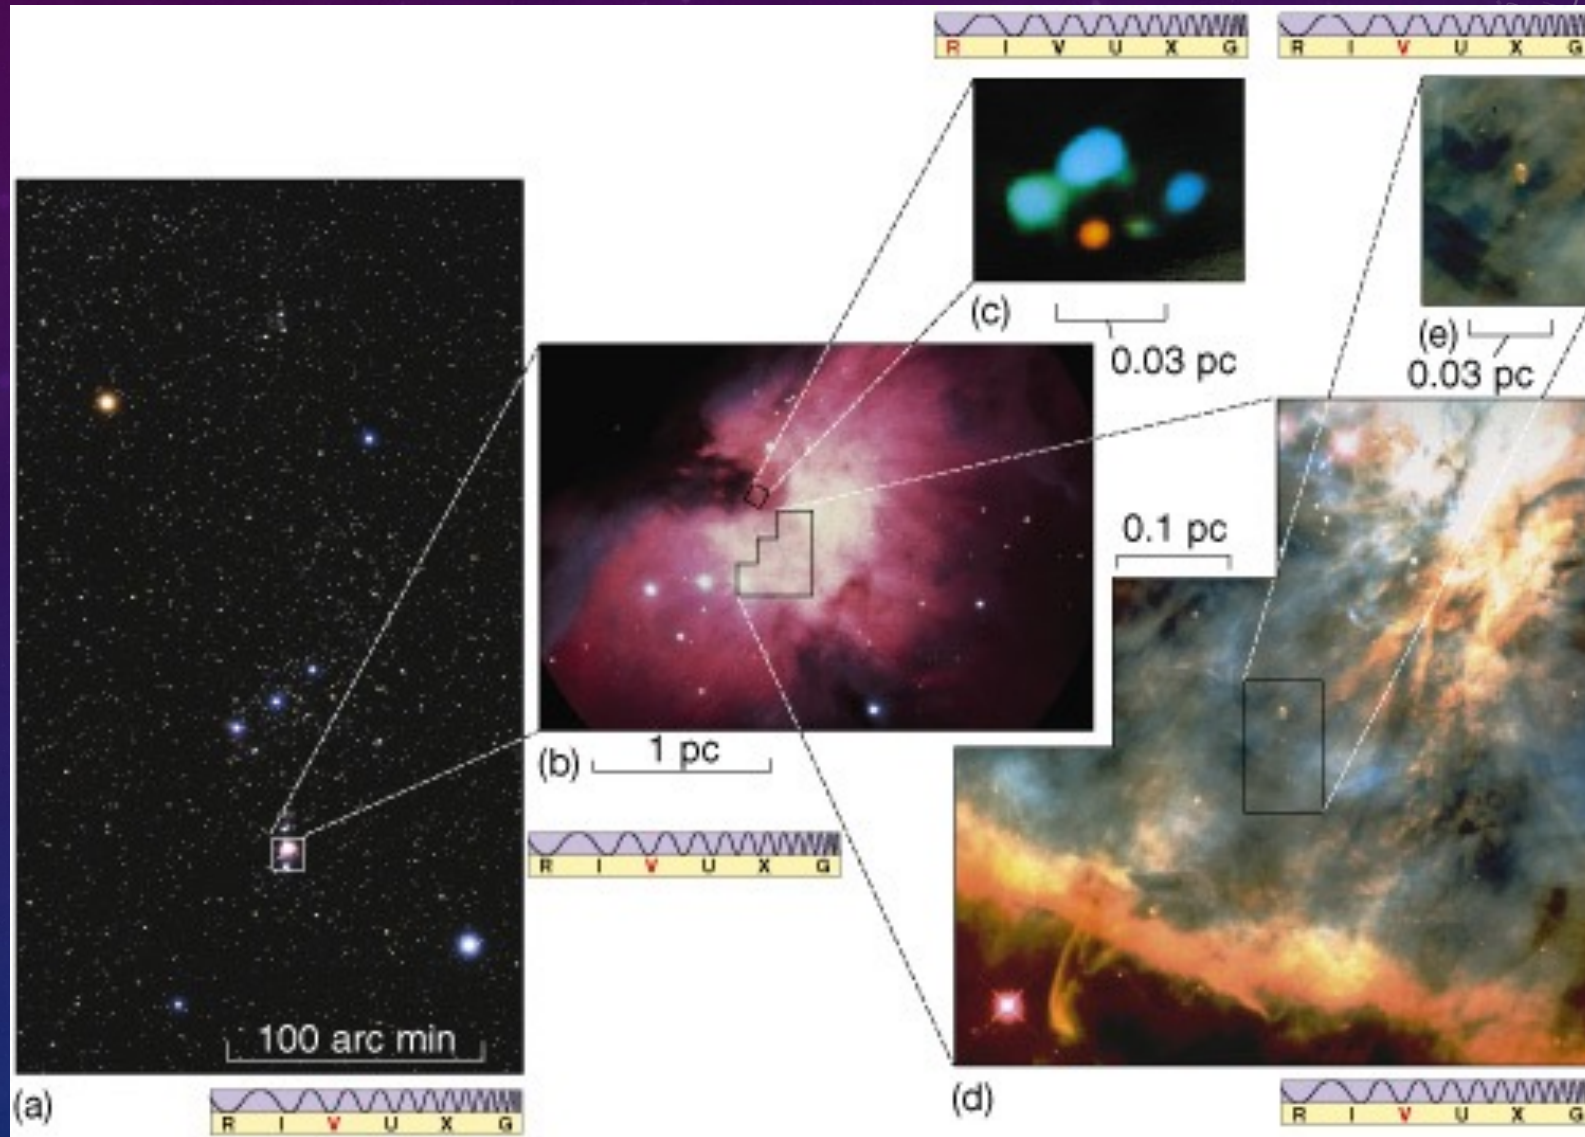 R I V U X G
R I V U X G
(c)
0.03 pc
(e)
0.03 pc
0.1 pc
(b)
1 pc
R I V U X G
100 arc min
(a)
R I V U X G
(d)
R I V U X G